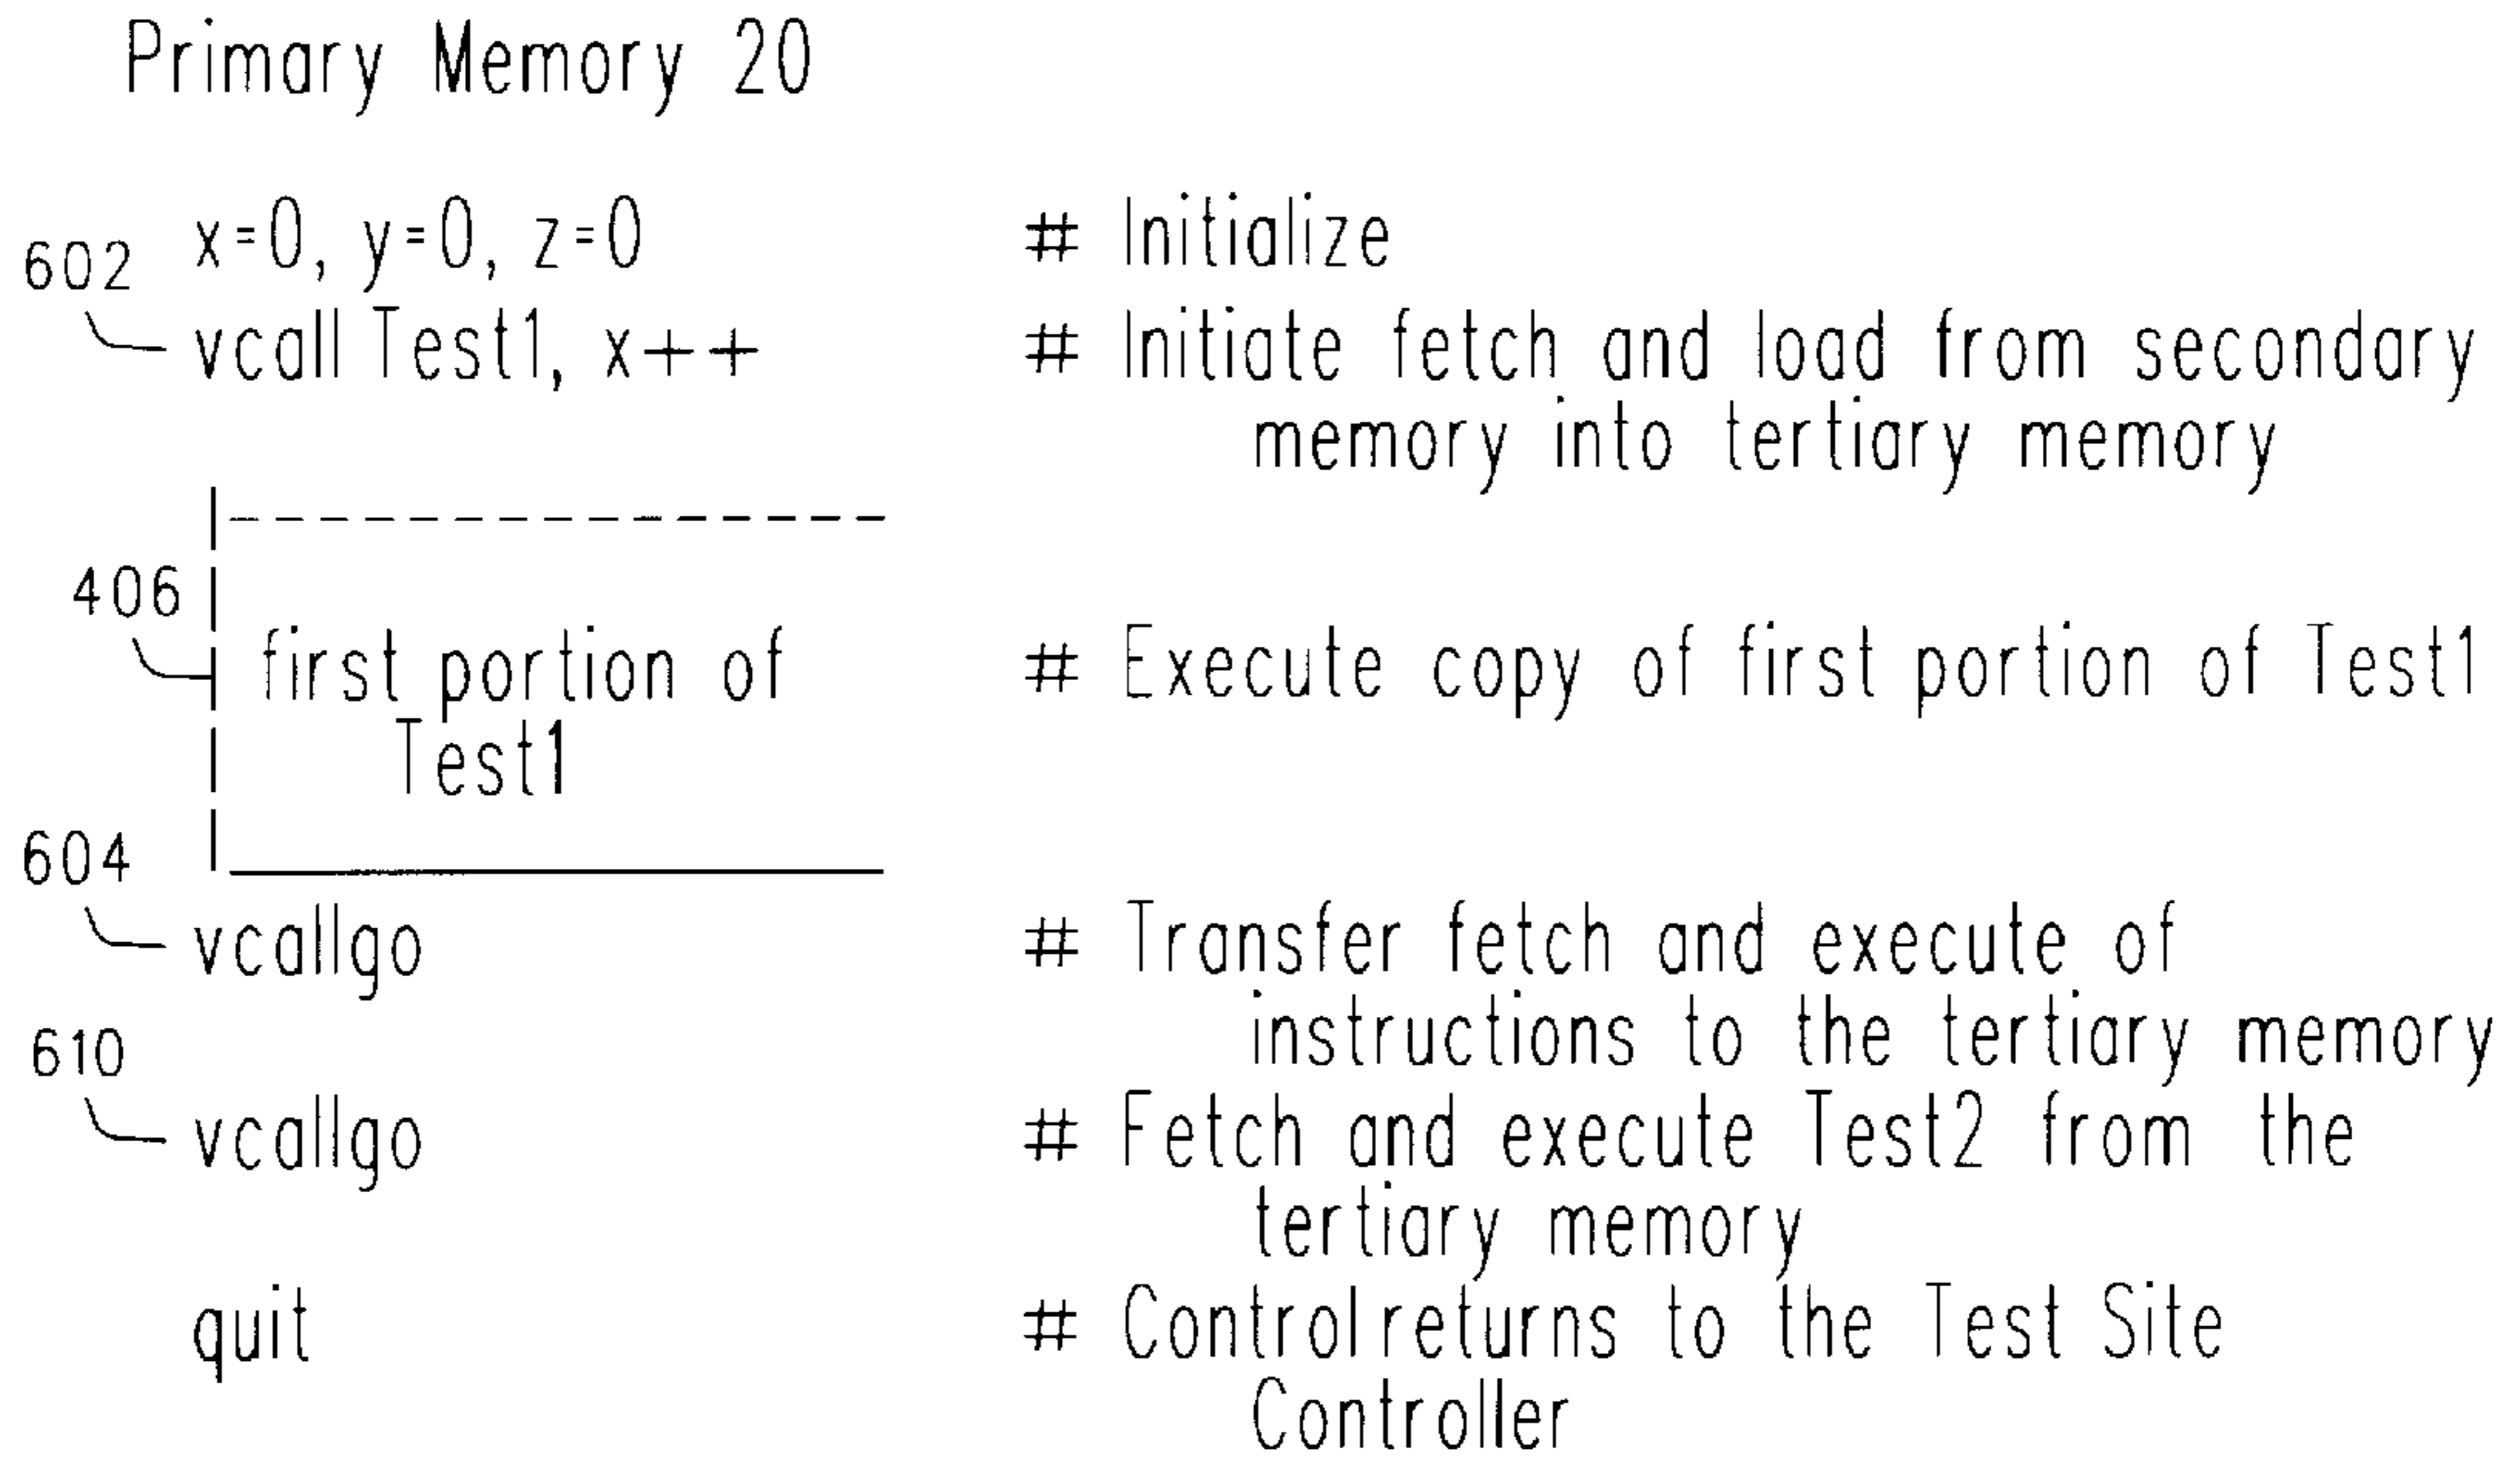 Primary Memory 20
x=0, y=0, z=0 # Initialize
602
vcall Test1, x++ # Initiate fetch and load from secondary
memory into tertiary memory
406
first portion of # Execute copy of first portion of Test1
Test1
604
vcallgo # Transfer fetch and execute of
instructions to the tertiary memory
610
vcallgo # Fetch and execute Test2 from the
tertiary memory
quit # Control returns to the Test Site
Controller